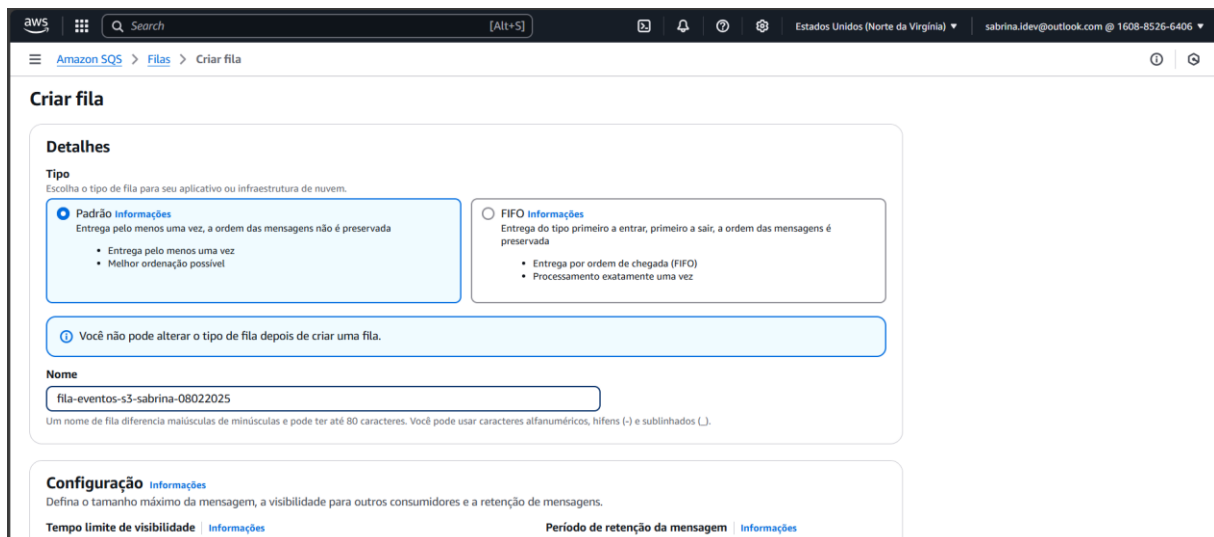 aws
Search
[Alt+S]
Estados Unidos (Norte da Virgínia)
sabrina.idev@outlook.com @ 1608-8526-6406
Amazon SQS > Filas > Criar fila
Criar fila
Detalhes
Tipo
Escolha o tipo de fila para seu aplicativo ou infraestrutura de nuvem.
Padrão Informações
Entrega pelo menos uma vez, a ordem das mensagens não é preservada
• Entrega pelo menos uma vez
• Melhor ordenação possível
FIFO Informações
Entrega do tipo primeiro a entrar, primeiro a sair, a ordem das mensagens é
preservada
• Entrega por ordem de chegada (FIFO)
• Processamento exatamente uma vez
Você não pode alterar o tipo de fila depois de criar uma fila.
Nome
fila-eventos-s3-sabrina-08022025
Um nome de fila diferencia maiúsculas de minúsculas e pode ter até 80 caracteres. Você pode usar caracteres alfanuméricos, hifens (-) e sublinhados (_).
Configuração Informações
Defina o tamanho máximo da mensagem, a visibilidade para outros consumidores e a retenção de mensagens.
Tempo limite de visibilidade Informações
Período de retenção da mensagem Informações